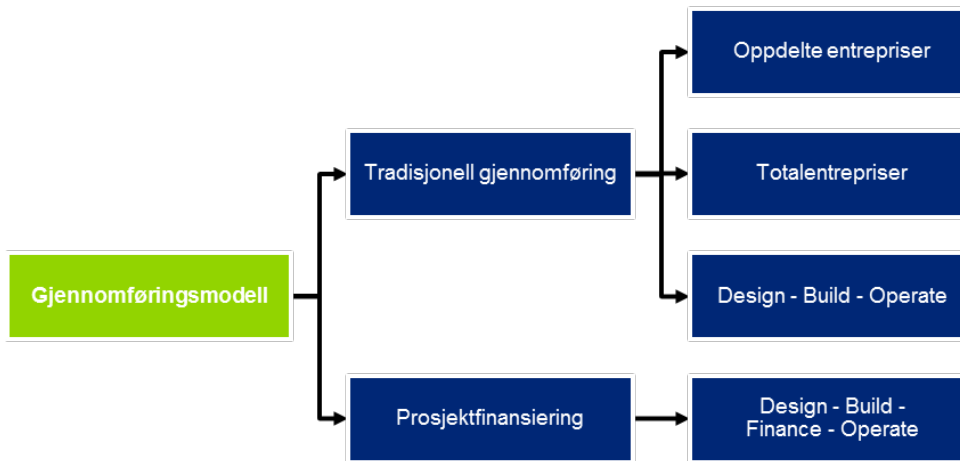 Oppdelte entrepriser
Tradisjonell gjennomføring
Totalentrepriser
Gjennomføringsmodell
Design - Build - Operate
Prosjektfinansiering
Design - Build -
Finance - Operate